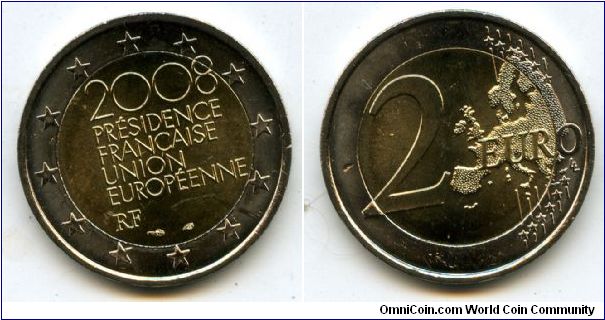 2008
PRÉSIDENCE
FRANÇAISE
UNION
EUROPÉENNE
RF
2 EURO
OmniCoin.com World Coin Community